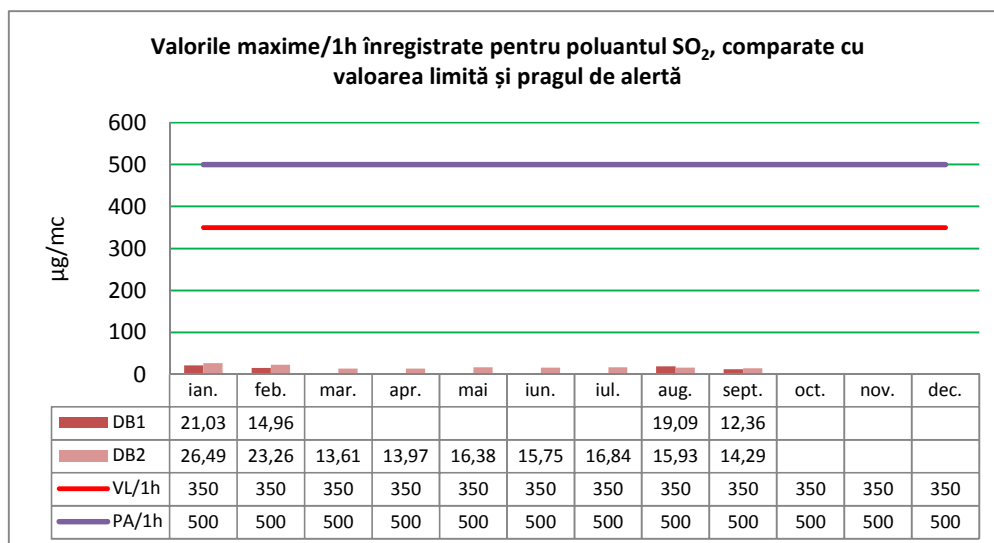 Valorile maxime/1h înregistrate pentru poluantul SO₂, comparate cu
valoarea limită și pragul de alertă
600
500
400
300
200
100
0
µg/mc
ian. feb. mar. apr. mai iun. iul. aug. sept. oct. nov. dec.
DB1 21,03 14,96 19,09 12,36
DB2 26,49 23,26 13,61 13,97 16,38 15,75 16,84 15,93 14,29
VL/1h 350 350 350 350 350 350 350 350 350 350 350 350
PA/1h 500 500 500 500 500 500 500 500 500 500 500 500